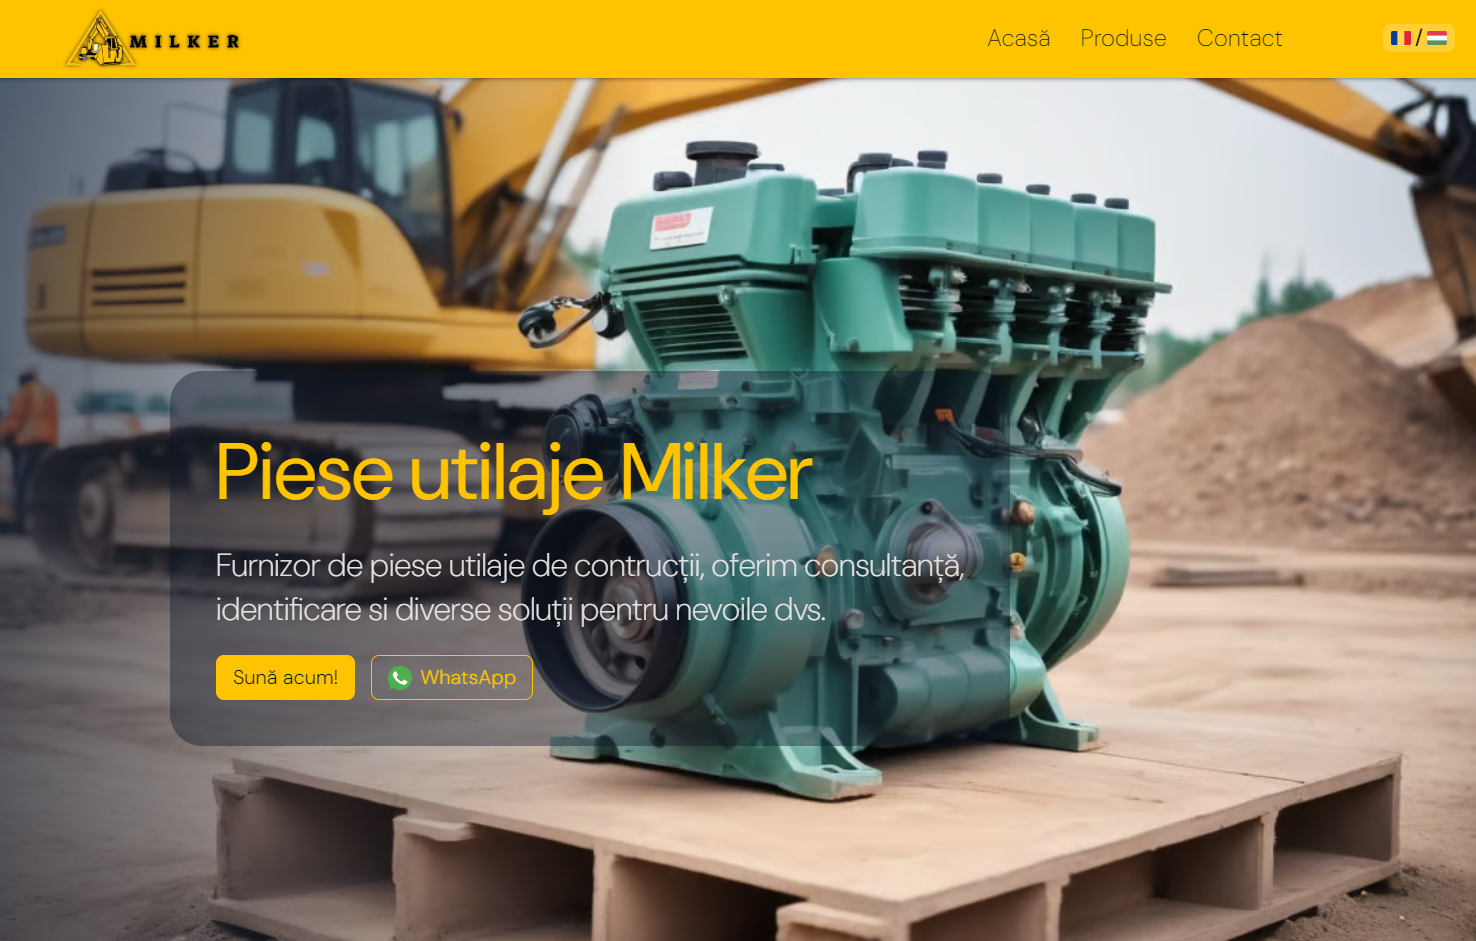 MILKER
Acasă
Produse
Contact
/
Piese utilaje Milker
Furnizor de piese utilaje de contrucții, oferim consultanță,
identificare si diverse soluții pentru nevoile dvs.
Sună acum!
WhatsApp